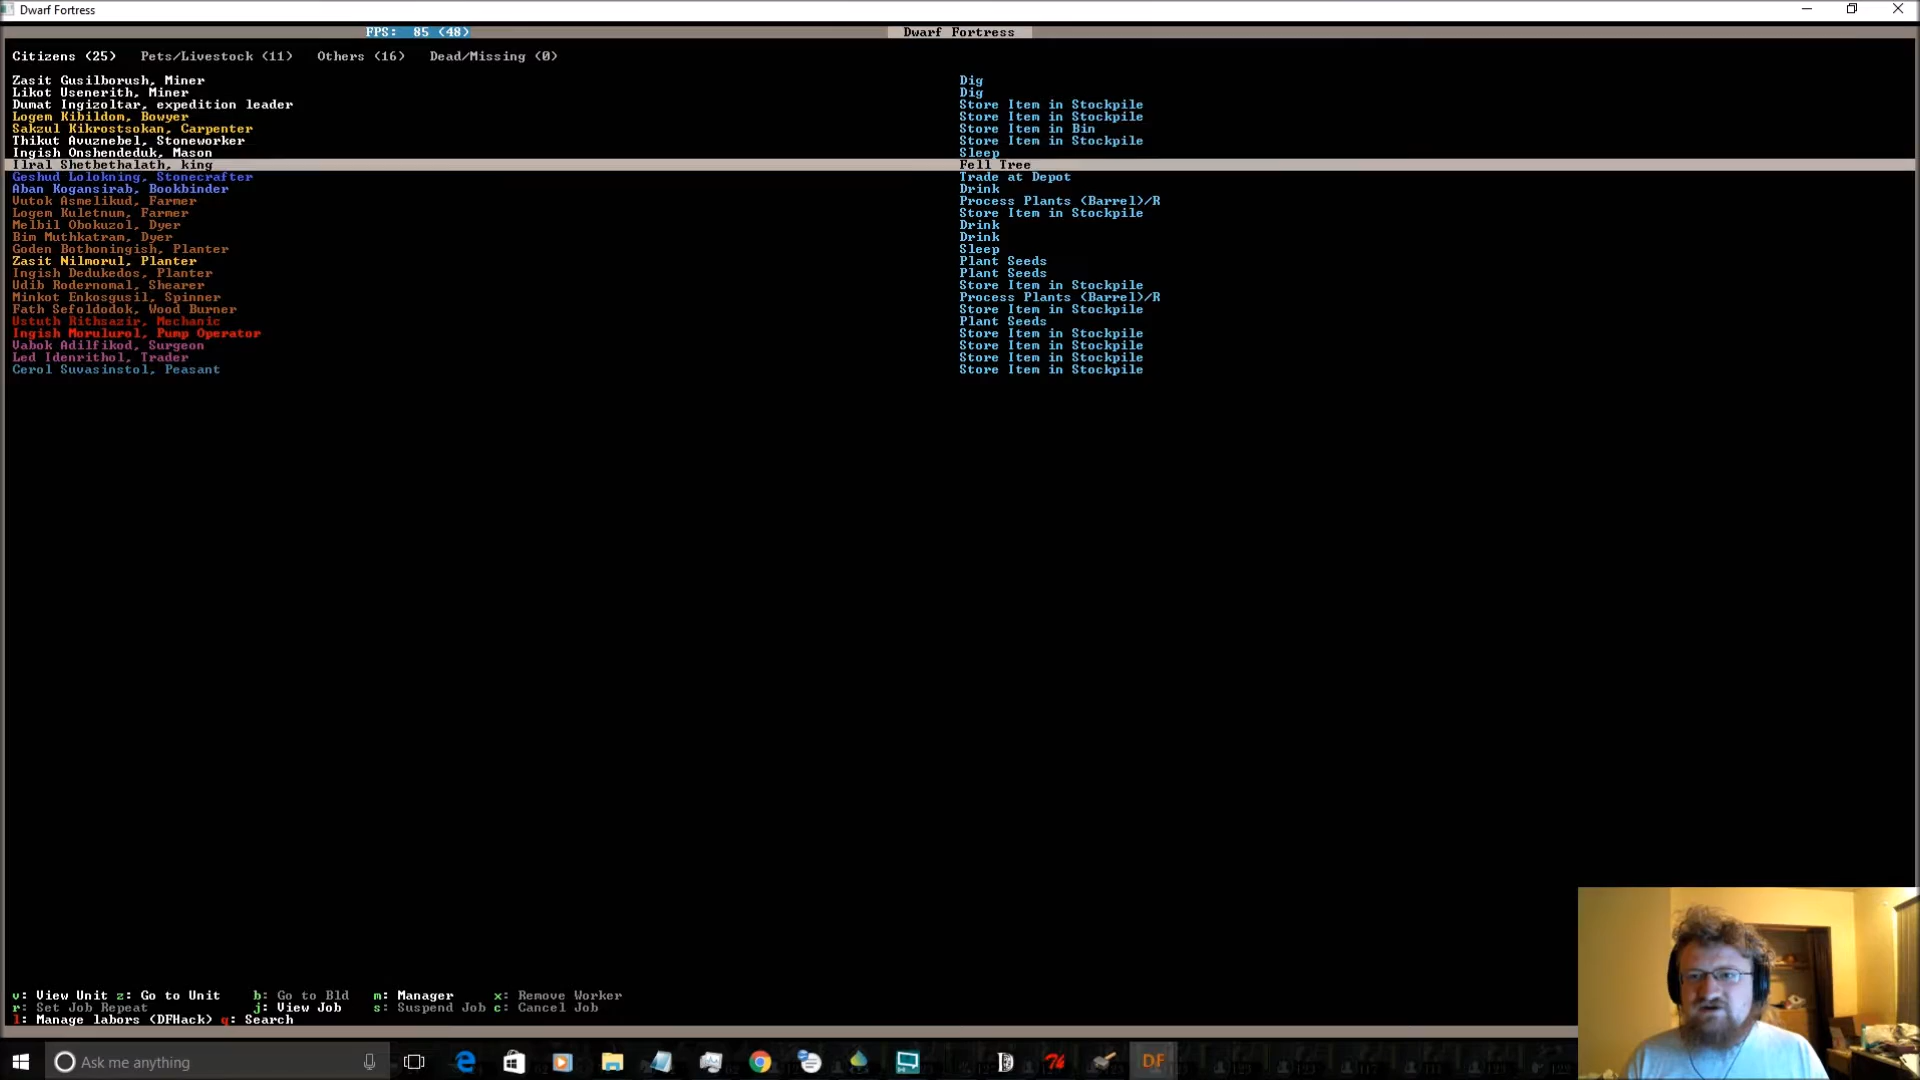 Dwarf Fortress
FPS: 85 (48) Dwarf Fortress
Citizens (25) Pets/Livestock (11) Others (16) Dead/Missing (0)
Zasit Gusilborush, Miner Dig
Likot Usenerith, Miner Dig
Dumat Ingizoltar, expedition leader Store Item in Stockpile
Logem Kibildom, Bowyer Store Item in Stockpile
Sakzul Kikrostsokan, Carpenter Store Item in Bin
Thikut Avuznebel, Stoneworker Store Item in Stockpile
Ingish Onshendeduk, Mason Sleep
Ilral Shetbethalath, king Fell Tree
Geshud Lolokning, Stonecrafter Trade at Depot
Aban Kogansirab, Bookbinder Drink
Vutok Asmelikud, Farmer Process Plants (Barrel)/R
Logem Kuletnum, Farmer Store Item in Stockpile
Melbil Obokuzol, Dyer Drink
Bim Muthkatram, Dyer Drink
Goden Bothoningish, Planter Sleep
Zasit Nilmorul, Planter Plant Seeds
Ingish Dedukedos, Planter Plant Seeds
Udib Rodernomal, Shearer Store Item in Stockpile
Minkot Enkosgusil, Spinner Process Plants (Barrel)/R
Fath Sefoldodok, Wood Burner Store Item in Stockpile
Ustuth Rithsazir, Mechanic Plant Seeds
Ingish Morulurol, Pump Operator Store Item in Stockpile
Vabok Adilfikod, Surgeon Store Item in Stockpile
Led Idenrithol, Trader Store Item in Stockpile
Cerol Suvasinstol, Peasant Store Item in Stockpile
v: View Unit z: Go to Unit b: Go to Bld m: Manager x: Remove Worker
r: Set Job Repeat j: View Job s: Suspend Job c: Cancel Job
l: Manage labors (DFHack) q: Search
Ask me anything DF